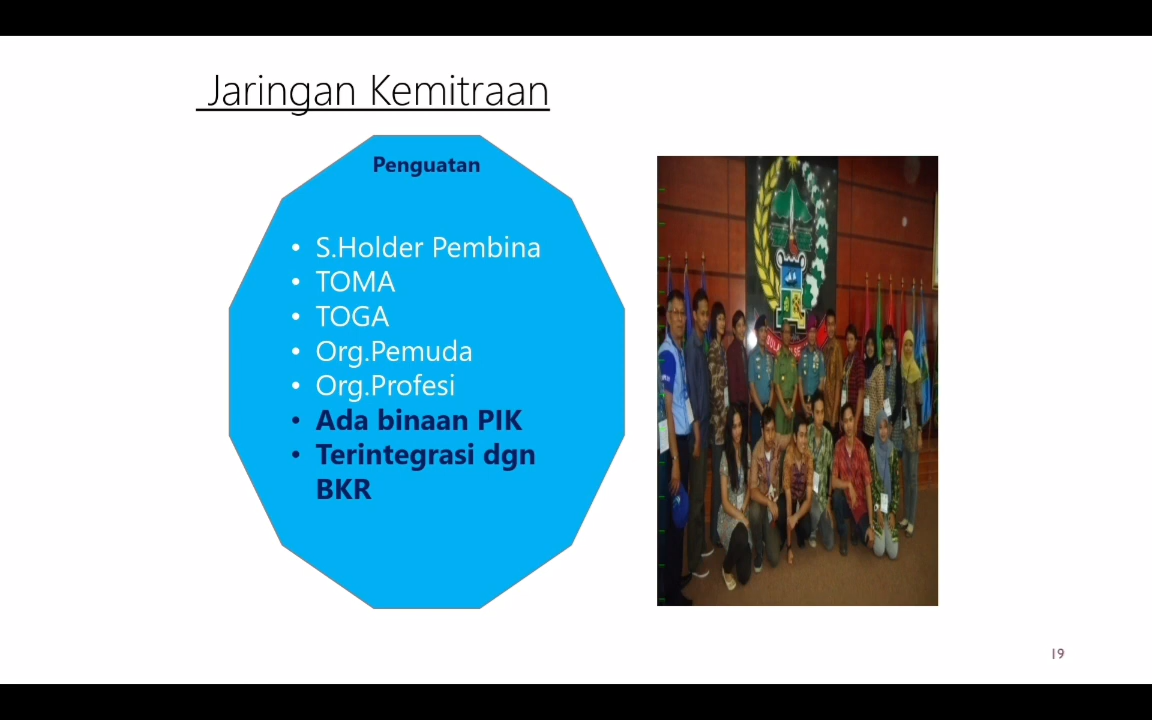 Jaringan Kemitraan
Penguatan
• S.Holder Pembina
• TOMA
• TOGA
• Org.Pemuda
• Org.Profesi
• Ada binaan PIK
• Terintegrasi dgn
BKR
19